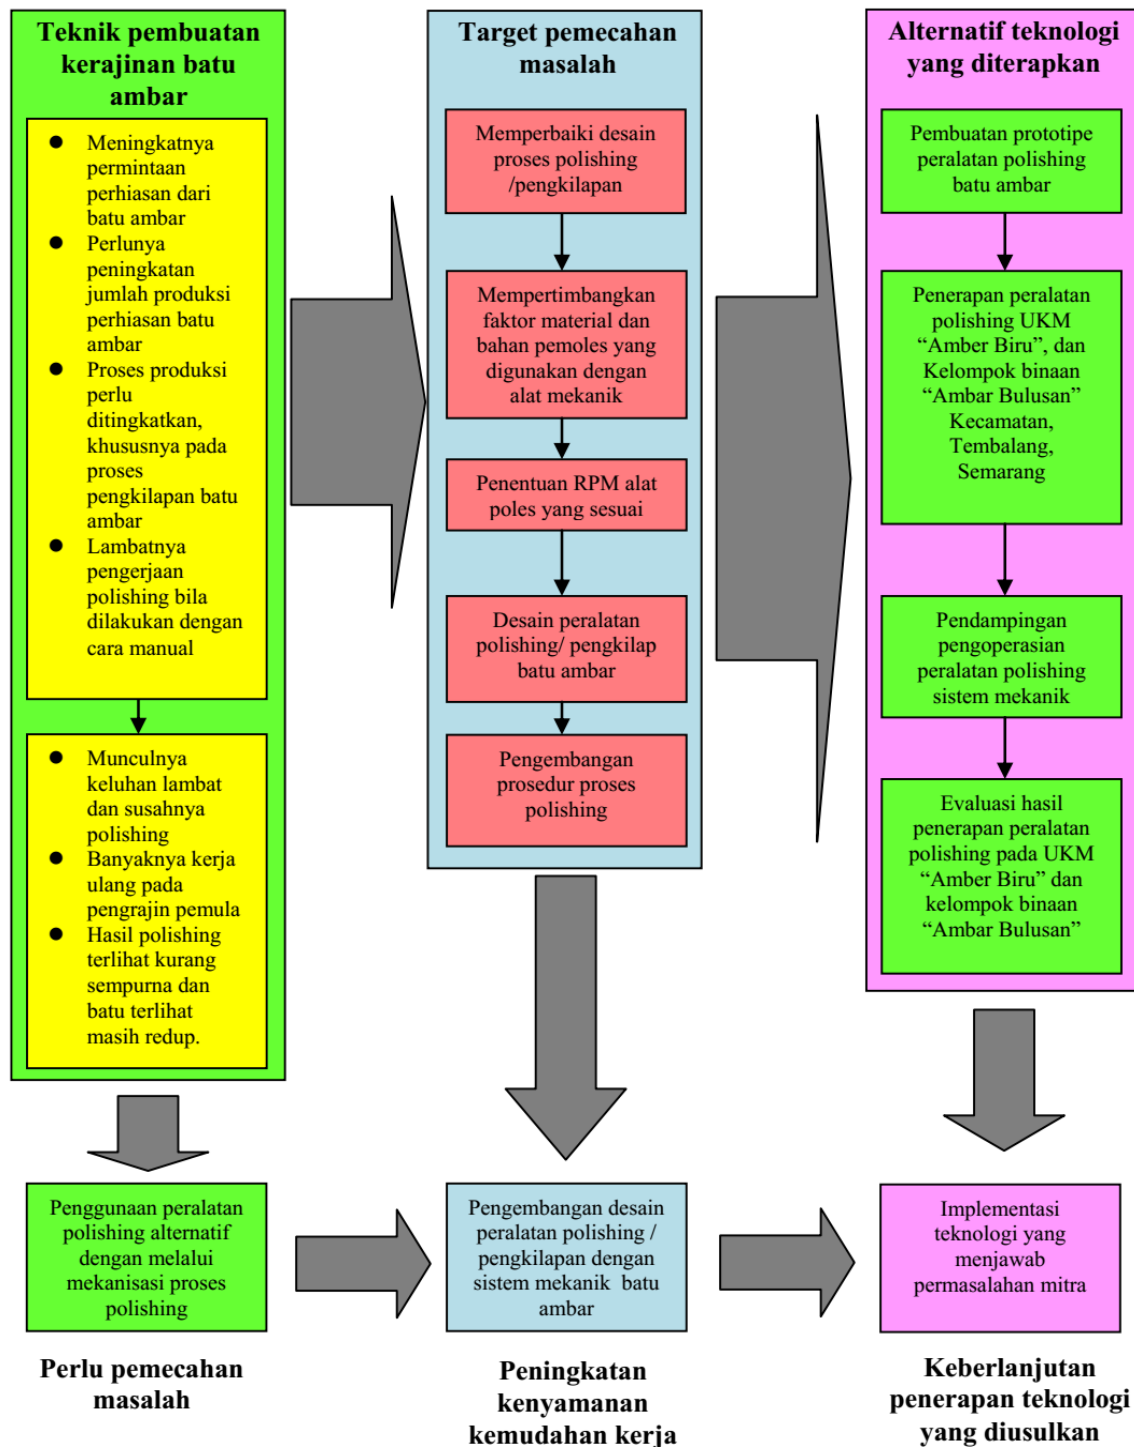 Teknik pembuatan
kerajinan batu
ambar
● Meningkatnya
permintaan
perhiasan dari
batu ambar
● Perlunya
peningkatan
jumlah produksi
perhiasan batu
ambar
● Proses produksi
perlu
ditingkatkan,
khususnya pada
proses
pengkilapan batu
ambar
● Lambatnya
pengerjaan
polishing bila
dilakukan dengan
cara manual
● Munculnya
keluhan lambat
dan susahnya
polishing
● Banyaknya kerja
ulang pada
pengrajin pemula
● Hasil polishing
terlihat kurang
sempurna dan
batu terlihat
masih redup.
Penggunaan peralatan
polishing alternatif
dengan melalui
mekanisasi proses
polishing
Perlu pemecahan
masalah
Target pemecahan
masalah
Memperbaiki desain
proses polishing
/pengkilapan
Mempertimbangkan
faktor material dan
bahan pemoles yang
digunakan dengan
alat mekanik
Penentuan RPM alat
poles yang sesuai
Desain peralatan
polishing/ pengkilap
batu ambar
Pengembangan
prosedur proses
polishing
Pengembangan desain
peralatan polishing /
pengkilapan dengan
sistem mekanik batu
ambar
Peningkatan
kenyamanan
kemudahan kerja
Alternatif teknologi
yang diterapkan
Pembuatan prototipe
peralatan polishing
batu ambar
Penerapan peralatan
polishing UKM
“Amber Biru”, dan
Kelompok binaan
“Ambar Bulusan”
Kecamatan,
Tembalang,
Semarang
Pendampingan
pengoperasian
peralatan polishing
sistem mekanik
Evaluasi hasil
penerapan peralatan
polishing pada UKM
“Amber Biru” dan
kelompok binaan
“Ambar Bulusan”
Implementasi
teknologi yang
menjawab
permasalahan mitra
Keberlanjutan
penerapan teknologi
yang diusulkan